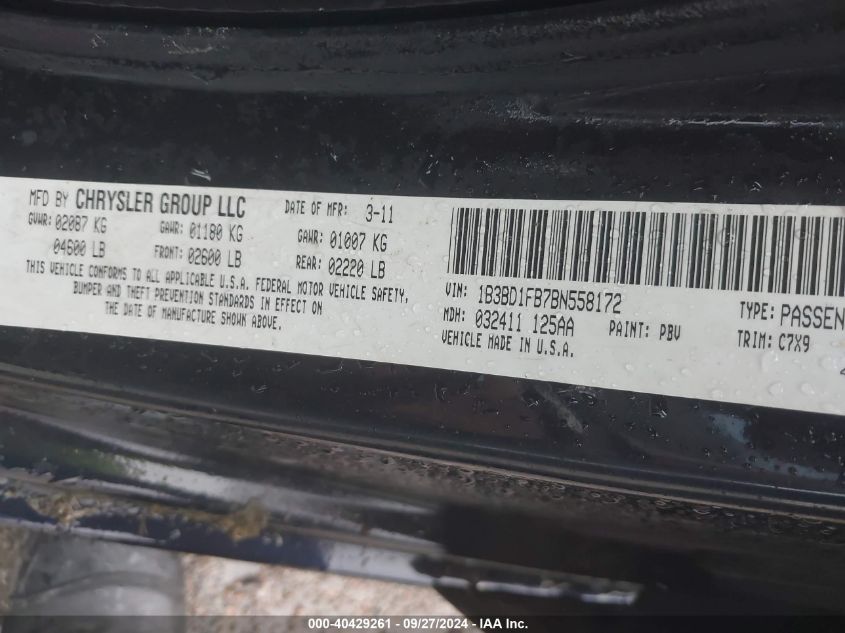 MFD BY CHRYSLER GROUP LLC DATE OF MFR: 3-11
GVWR: 02087 KG GAWR: 01180 KG GAWR: 01007 KG
04600 LB FRONT: 02600 LB REAR: 02220 LB
THIS VEHICLE CONFORMS TO ALL APPLICABLE U.S.A. FEDERAL MOTOR VEHICLE SAFETY,
BUMPER AND THEFT PREVENTION STANDARDS IN EFFECT ON
THE DATE OF MANUFACTURE SHOWN ABOVE.
VIN: 1B3BD1FB7BN558172 TYPE: PASSEN
MDH: 032411 125AA PAINT: PBV TRIM: C7X9
VEHICLE MADE IN U.S.A.
000-40429261 - 09/27/2024 - IAA Inc.